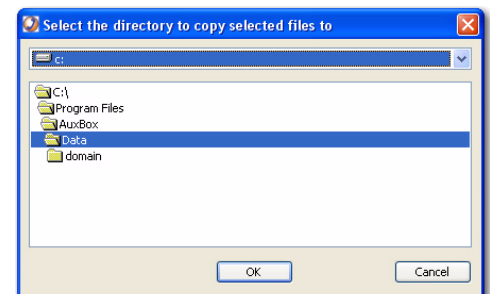 Select the directory to copy selected files to
c:
C:\
Program Files
AuxBox
Data
domain
OK Cancel